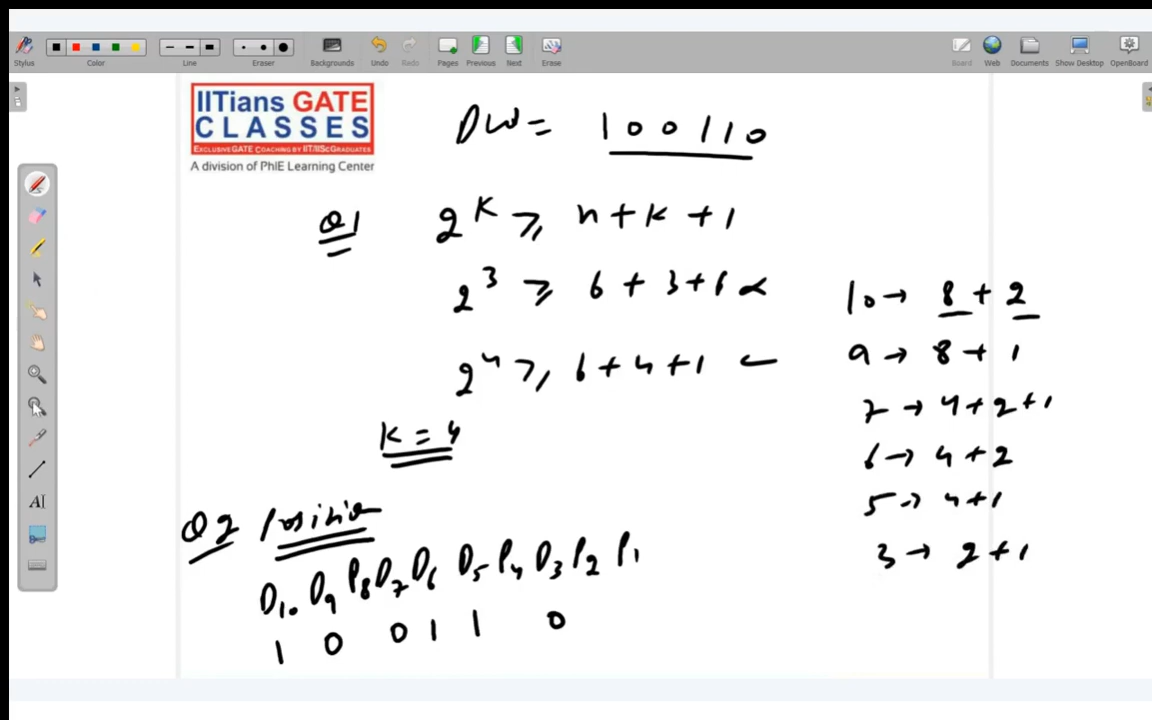 Stylus
Color
Line
Eraser
Backgrounds
Undo
Redo
Pages
Previous
Next
Erase
Board
Web
Documents
Show Desktop
OpenBoard
IITians GATE
CLASSES
EXCLUSIVE GATE COACHING BY IIT/IISc GRADUATES
A division of PhIE Learning Center
DW = 100110
Q1 2^K ≥ n + K + 1
2^3 ≥ 6 + 3 + 1 ×
2^4 ≥ 6 + 4 + 1 ←
K = 4
10 → 8 + 2
9 → 8 + 1
7 → 4 + 2 + 1
6 → 4 + 2
5 → 4 + 1
3 → 2 + 1
Q2 Position
D10 D9 P8 D7 D6 D5 P4 D3 P2 P1
1 0 0 1 1 0
AI